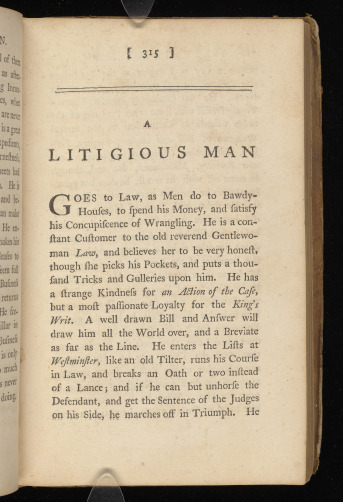 [ 315 ]
A
LITIGIOUS MAN
GOES to Law, as Men do to Bawdy-
Houſes, to ſpend his Money, and ſatisfy
his Concupiſcence of Wrangling. He is a con-
ſtant Cuſtomer to the old reverend Gentlewo-
man Law, and believes her to be very honeſt,
though ſhe picks his Pockets, and puts a thou-
ſand Tricks and Gulleries upon him. He has
a ſtrange Kindneſs for an Action of the Caſe,
but a moſt paſſionate Loyalty for the King's
Writ. A well drawn Bill and Anſwer will
draw him all the World over, and a Breviate
as far as the Line. He enters the Liſts at
Weſtminſter, like an old Tilter, runs his Courſe
in Law, and breaks an Oath or two inſtead
of a Lance; and if he can but unhorſe the
Defendant, and get the Sentence of the Judges
on his Side, he marches off in Triumph. He